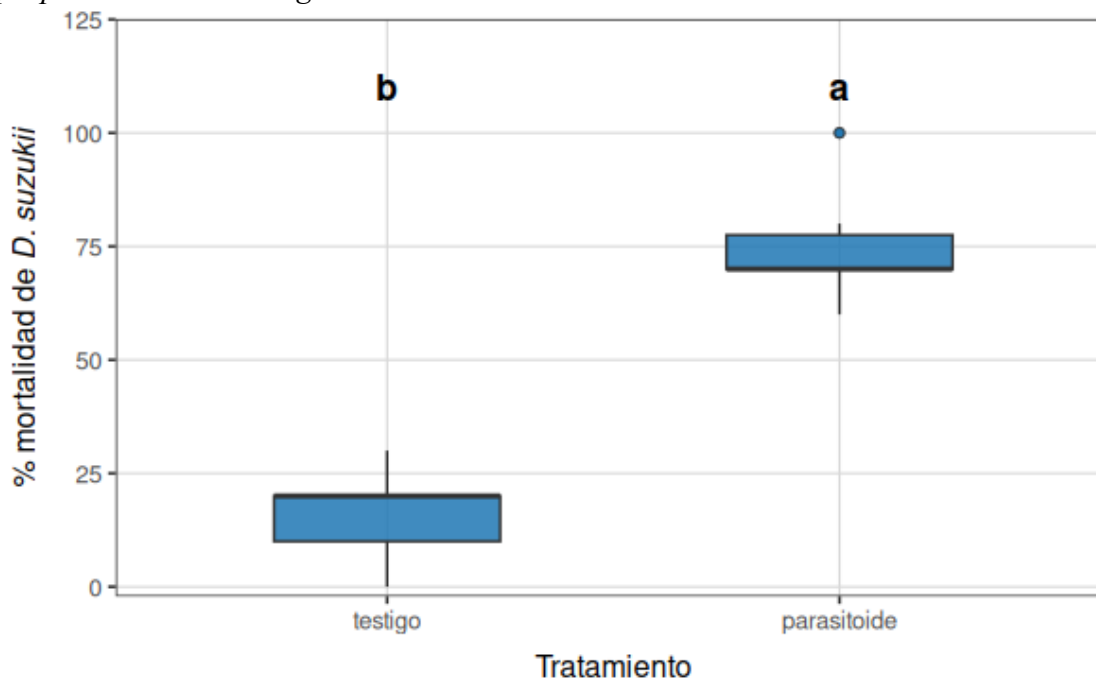 125
b
a
100
75
50
25
0
% mortalidad de D. suzukii
testigo
parasitoide
Tratamiento